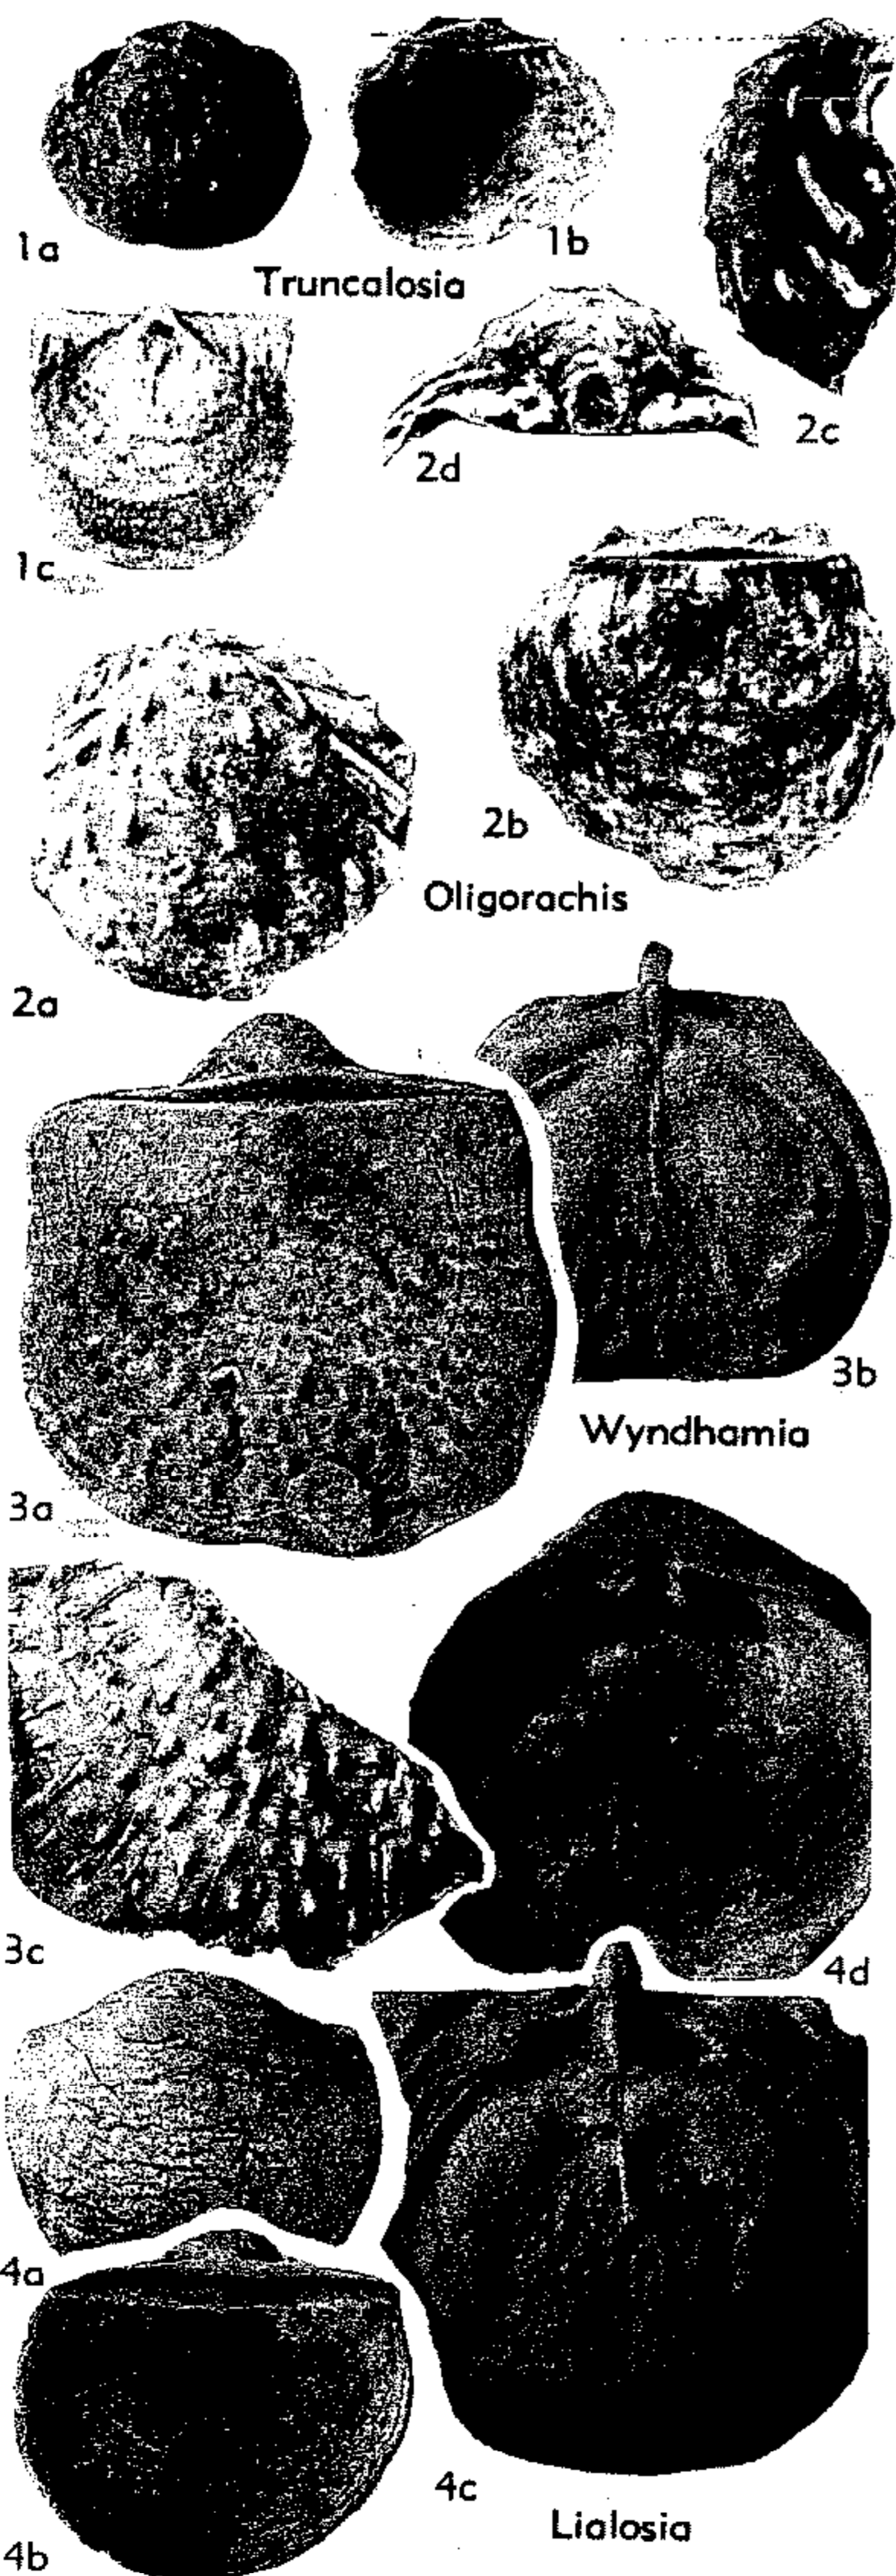 1a
1b
Truncalosia
2c
2d
1c
2b
Oligorachis
2a
3b
Wyndhamia
3a
3c
4d
4a
4c
Lialosia
4b